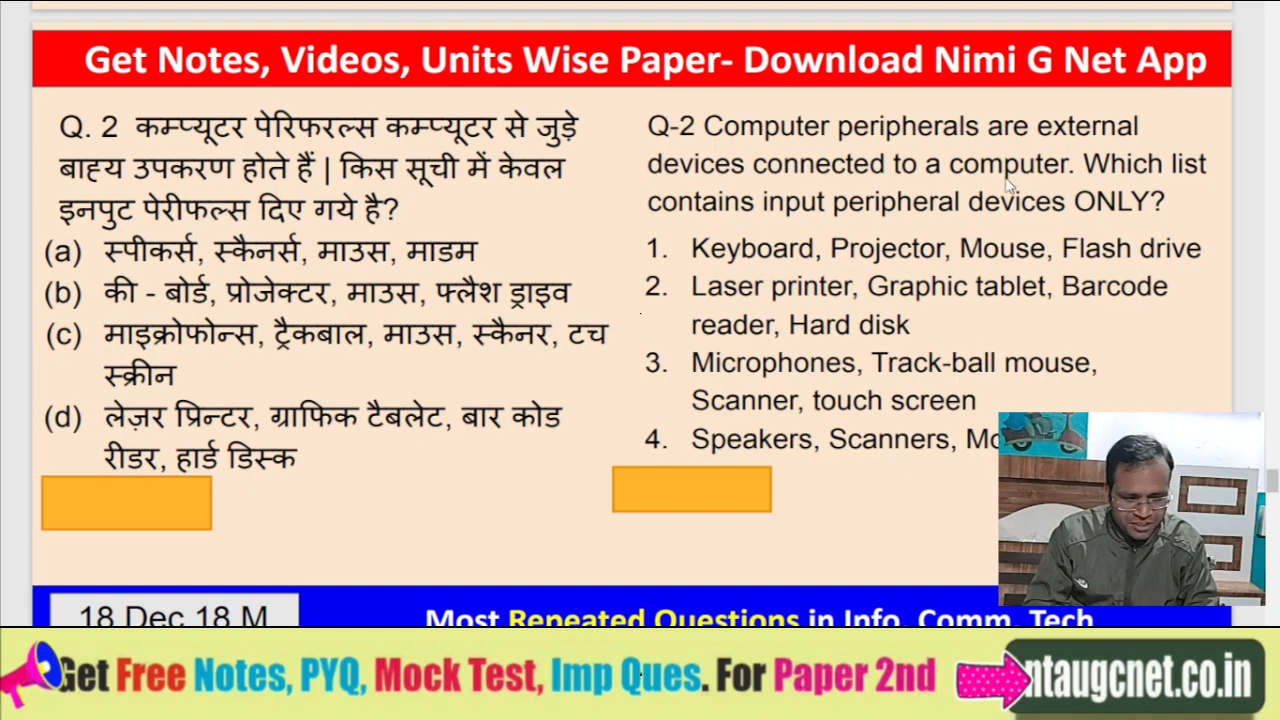 Get Notes, Videos, Units Wise Paper- Download Nimi G Net App
Q. 2 कम्प्यूटर पेरिफरल्स कम्प्यूटर से जुड़े
बाह्य उपकरण होते हैं | किस सूची में केवल
इनपुट पेरीफल्स दिए गये है?
(a) स्पीकर्स, स्कैनर्स, माउस, माडम
(b) की - बोर्ड, प्रोजेक्टर, माउस, फ्लैश ड्राइव
(c) माइक्रोफोन्स, ट्रैकबाल, माउस, स्कैनर, टच
स्क्रीन
(d) लेज़र प्रिन्टर, ग्राफिक टैबलेट, बार कोड
रीडर, हार्ड डिस्क
Q-2 Computer peripherals are external
devices connected to a computer. Which list
contains input peripheral devices ONLY?
1. Keyboard, Projector, Mouse, Flash drive
2. Laser printer, Graphic tablet, Barcode
reader, Hard disk
3. Microphones, Track-ball mouse,
Scanner, touch screen
4. Speakers, Scanners,
18 Dec 18 M
Most Repeated Questions in Info. Comm. Tech
Get Free Notes, PYQ, Mock Test, Imp Ques. For Paper 2nd
ntaugcnet.co.in